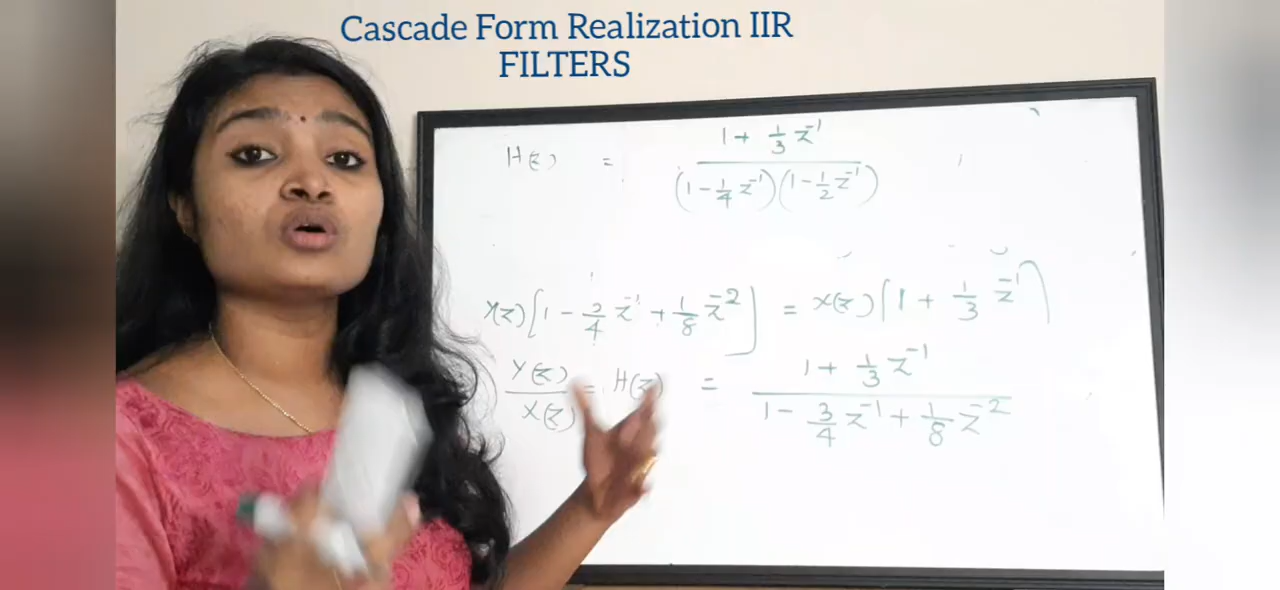 Cascade Form Realization IIR
FILTERS
H(z) = 1 + 1/3 z⁻¹ / (1 - 1/4 z⁻¹)(1 - 1/2 z⁻¹)
Y(z)[1 - 3/4 z⁻¹ + 1/8 z⁻²] = X(z)[1 + 1/3 z⁻¹]
Y(z)/X(z) = H(z) = 1 + 1/3 z⁻¹ / 1 - 3/4 z⁻¹ + 1/8 z⁻²